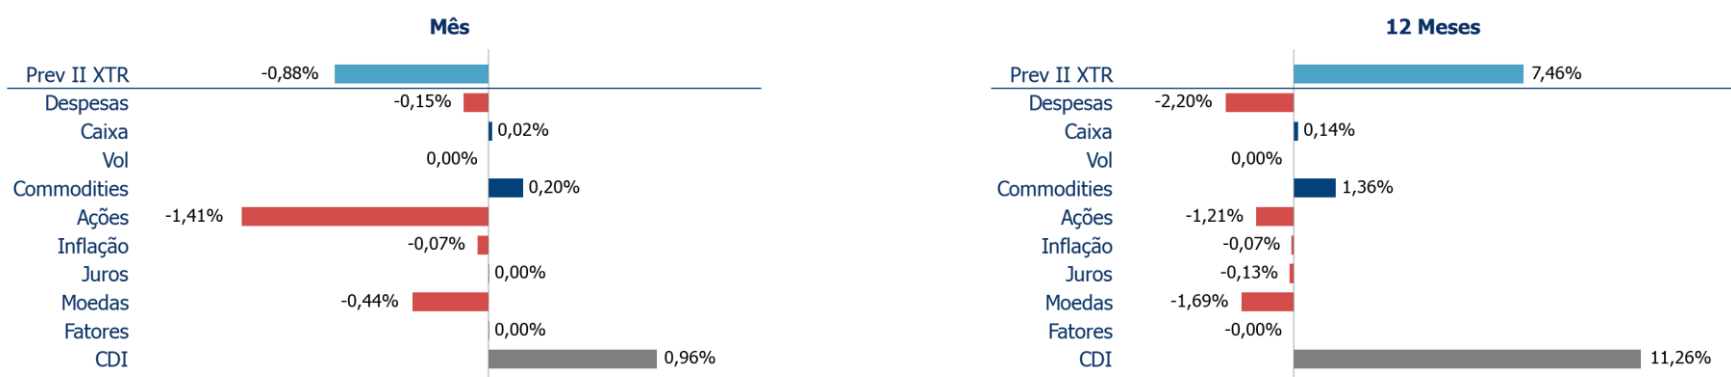 Mês
Prev II XTR -0,88%
Despesas -0,15%
Caixa 0,02%
Vol 0,00%
Commodities 0,20%
Ações -1,41%
Inflação -0,07%
Juros 0,00%
Moedas -0,44%
Fatores 0,00%
CDI 0,96%
12 Meses
Prev II XTR 7,46%
Despesas -2,20%
Caixa 0,14%
Vol 0,00%
Commodities 1,36%
Ações -1,21%
Inflação -0,07%
Juros -0,13%
Moedas -1,69%
Fatores -0,00%
CDI 11,26%